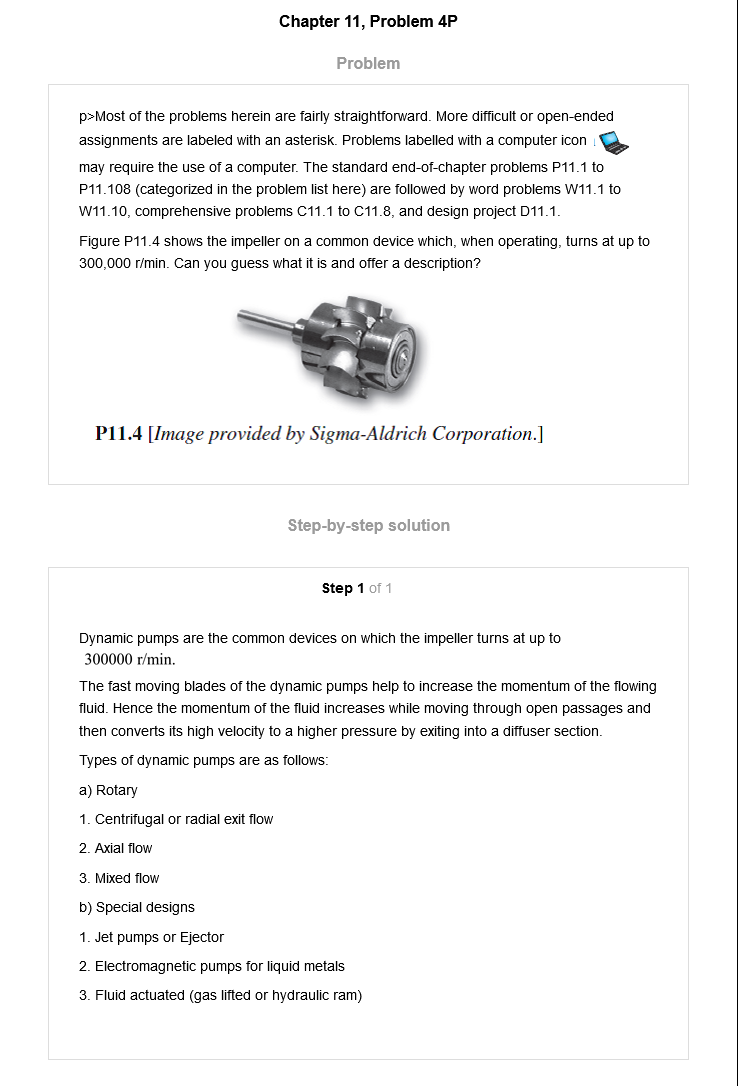 Chapter 11, Problem 4P
Problem
p>Most of the problems herein are fairly straightforward. More difficult or open-ended
assignments are labeled with an asterisk. Problems labelled with a computer icon
may require the use of a computer. The standard end-of-chapter problems P11.1 to
P11.108 (categorized in the problem list here) are followed by word problems W11.1 to
W11.10, comprehensive problems C11.1 to C11.8, and design project D11.1.
Figure P11.4 shows the impeller on a common device which, when operating, turns at up to
300,000 r/min. Can you guess what it is and offer a description?
P11.4 [Image provided by Sigma-Aldrich Corporation.]
Step-by-step solution
Step 1 of 1
Dynamic pumps are the common devices on which the impeller turns at up to
300000 r/min.
The fast moving blades of the dynamic pumps help to increase the momentum of the flowing
fluid. Hence the momentum of the fluid increases while moving through open passages and
then converts its high velocity to a higher pressure by exiting into a diffuser section.
Types of dynamic pumps are as follows:
a) Rotary
1. Centrifugal or radial exit flow
2. Axial flow
3. Mixed flow
b) Special designs
1. Jet pumps or Ejector
2. Electromagnetic pumps for liquid metals
3. Fluid actuated (gas lifted or hydraulic ram)